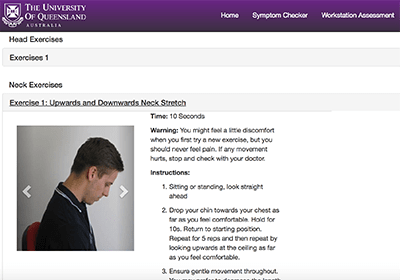 THE UNIVERSITY
OF QUEENSLAND
AUSTRALIA
Home Symptom Checker Workstation Assessment
Head Exercises
Exercises 1
Neck Exercises
Exercise 1: Upwards and Downwards Neck Stretch
Time: 10 Seconds
Warning: You might feel a little discomfort
when you first try a new exercise, but you
should never feel pain. If any movement
hurts, stop and check with your doctor.
Instructions:
1. Sitting or standing, look straight
ahead
2. Drop your chin towards your chest as
far as you feel comfortable. Hold for
10s. Return to starting position.
Repeat for 5 reps and then repeat by
looking upwards at the ceiling as far
as you feel comfortable.
3. Ensure gentle movement throughout.